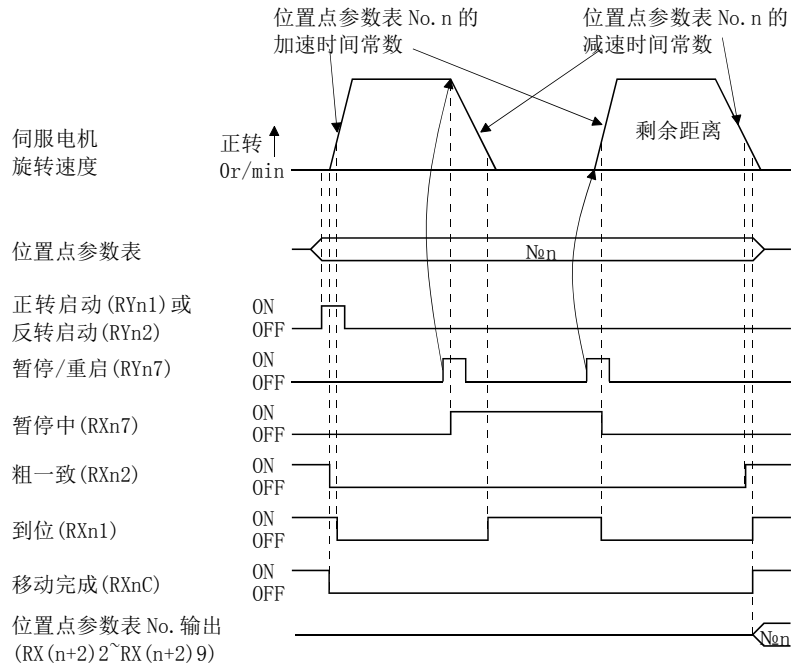 位置点参数表 No.n 的
加速时间常数
位置点参数表 No.n 的
减速时间常数
伺服电机
旋转速度
正转
0r/min
剩余距离
位置点参数表
№n
正转启动(RYn1)或
反转启动(RYn2)
ON
OFF
暂停/重启(RYn7)
ON
OFF
暂停中(RXn7)
ON
OFF
粗一致(RXn2)
ON
OFF
到位(RXn1)
ON
OFF
移动完成(RXnC)
ON
OFF
位置点参数表 No.输出
(RX(n+2)2~RX(n+2)9)
№n